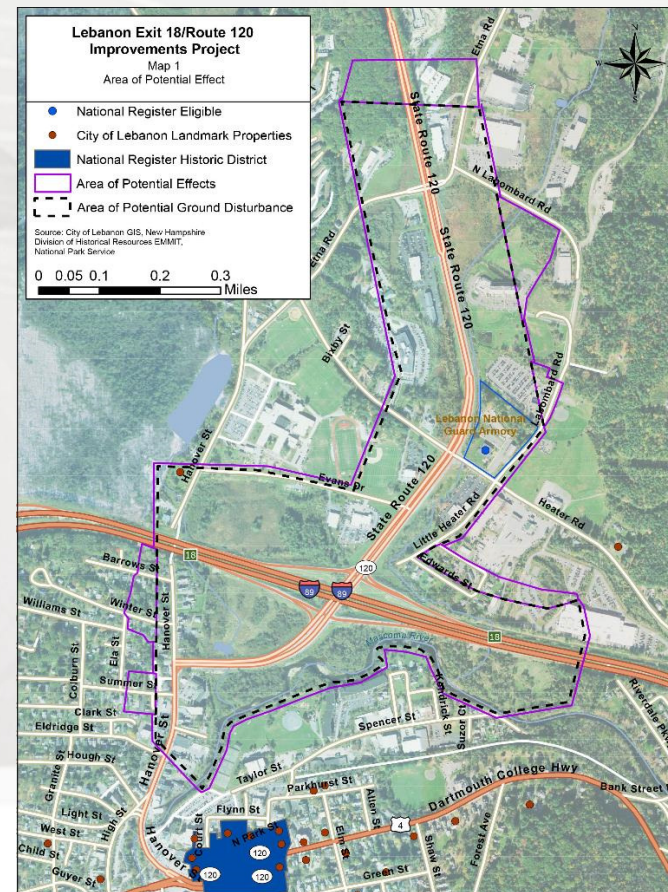 Lebanon Exit 18/Route 120
Improvements Project
Map 1
Area of Potential Effect
National Register Eligible
City of Lebanon Landmark Properties
National Register Historic District
Area of Potential Effects
Area of Potential Ground Disturbance
Source: City of Lebanon GIS, New Hampshire
Division of Historical Resources EMMIT,
National Park Service
0 0.05 0.1 0.2 0.3
Miles
N
W E
S
Etna Rd
State Route 120
N Labombard Rd
Etna Rd
State Route 120
Bixby St
Labombard Rd
Lebanon National
Guard Armory
Hanover St
Evans Dr
State Route 120
Heater Rd
Little Heater Rd
Barrows St
18
120
Edwards St
Williams St
Winter St
Hanover St
89
89
Ela St
Colburn St
Mascoma River
18
Summer St
Kendrick St
Suzor Ct
Clark St
Spencer St
Eldridge St
Riverdale Pkwy
Hanover St
Hough St
Taylor St
Granite St
High St
Parkhurst St
Dartmouth College Hwy
Bank Street
Light St
Flynn St
Allen St
West St
Court St
N Park St
4
Hanover St
Elm St
Shaw St
Forest Ave
Child St
120
Guyer St
Green St
120
120